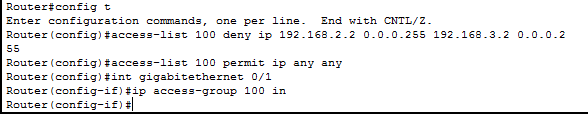 Router#config t
Enter configuration commands, one per line.  End with CNTL/Z.
Router(config)#access-list 100 deny ip 192.168.2.2 0.0.0.255 192.168.3.2 0.0.0.2
55
Router(config)#access-list 100 permit ip any any
Router(config)#int gigabitethernet 0/1
Router(config-if)#ip access-group 100 in
Router(config-if)#